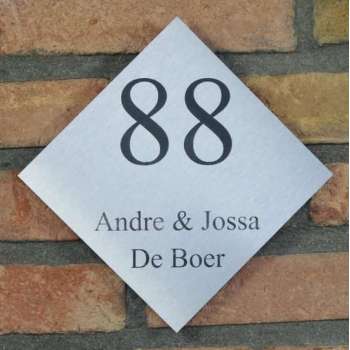 88
Andre & Jossa
De Boer